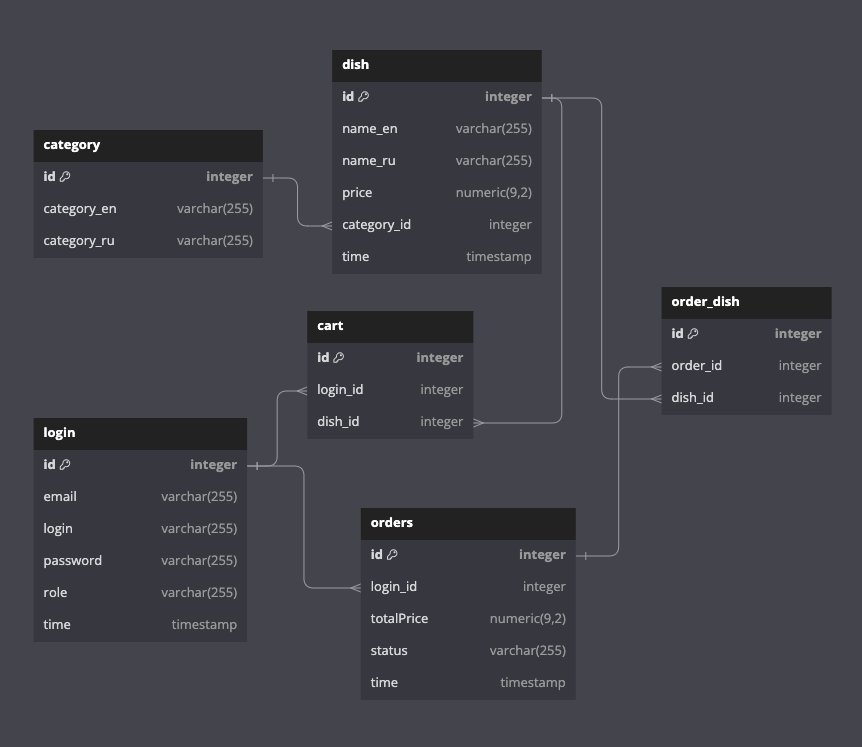 dish
id integer
name_en varchar(255)
name_ru varchar(255)
price numeric(9,2)
category_id integer
time timestamp
category
id integer
category_en varchar(255)
category_ru varchar(255)
order_dish
id integer
order_id integer
dish_id integer
cart
id integer
login_id integer
dish_id integer
login
id integer
email varchar(255)
login varchar(255)
password varchar(255)
role varchar(255)
time timestamp
orders
id integer
login_id integer
totalPrice numeric(9,2)
status varchar(255)
time timestamp